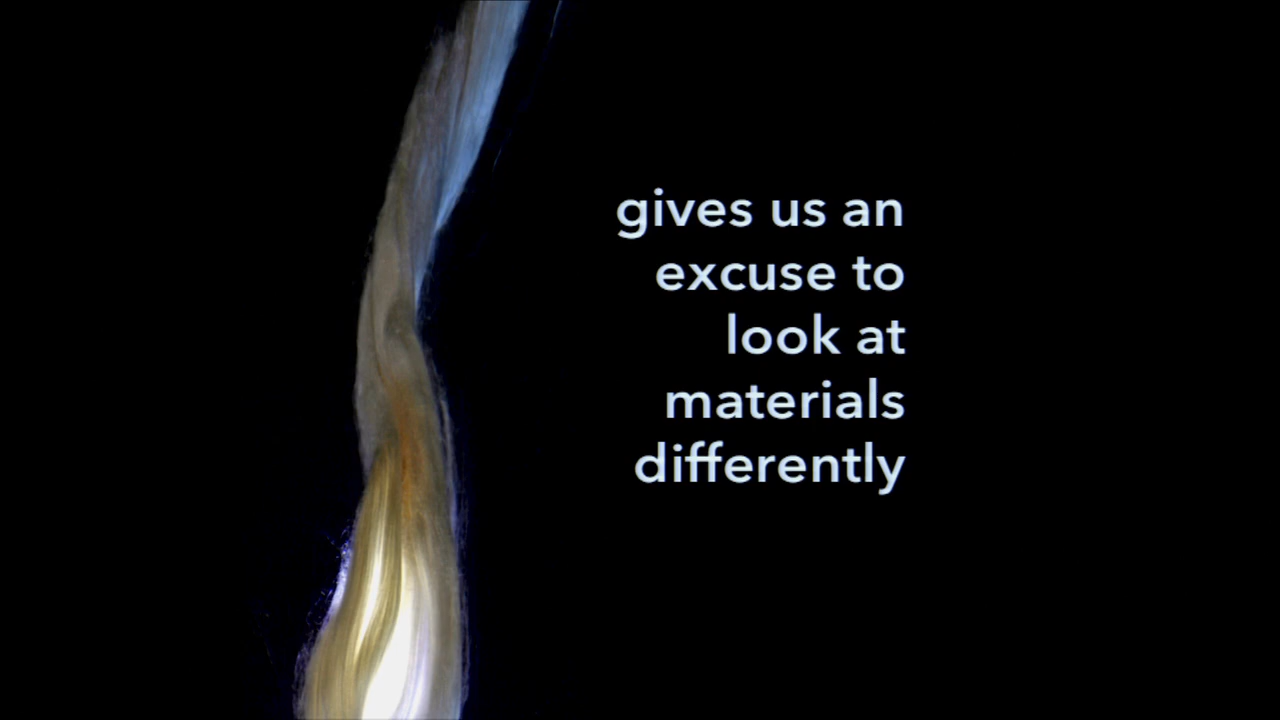 gives us an
excuse to
look at
materials
differently